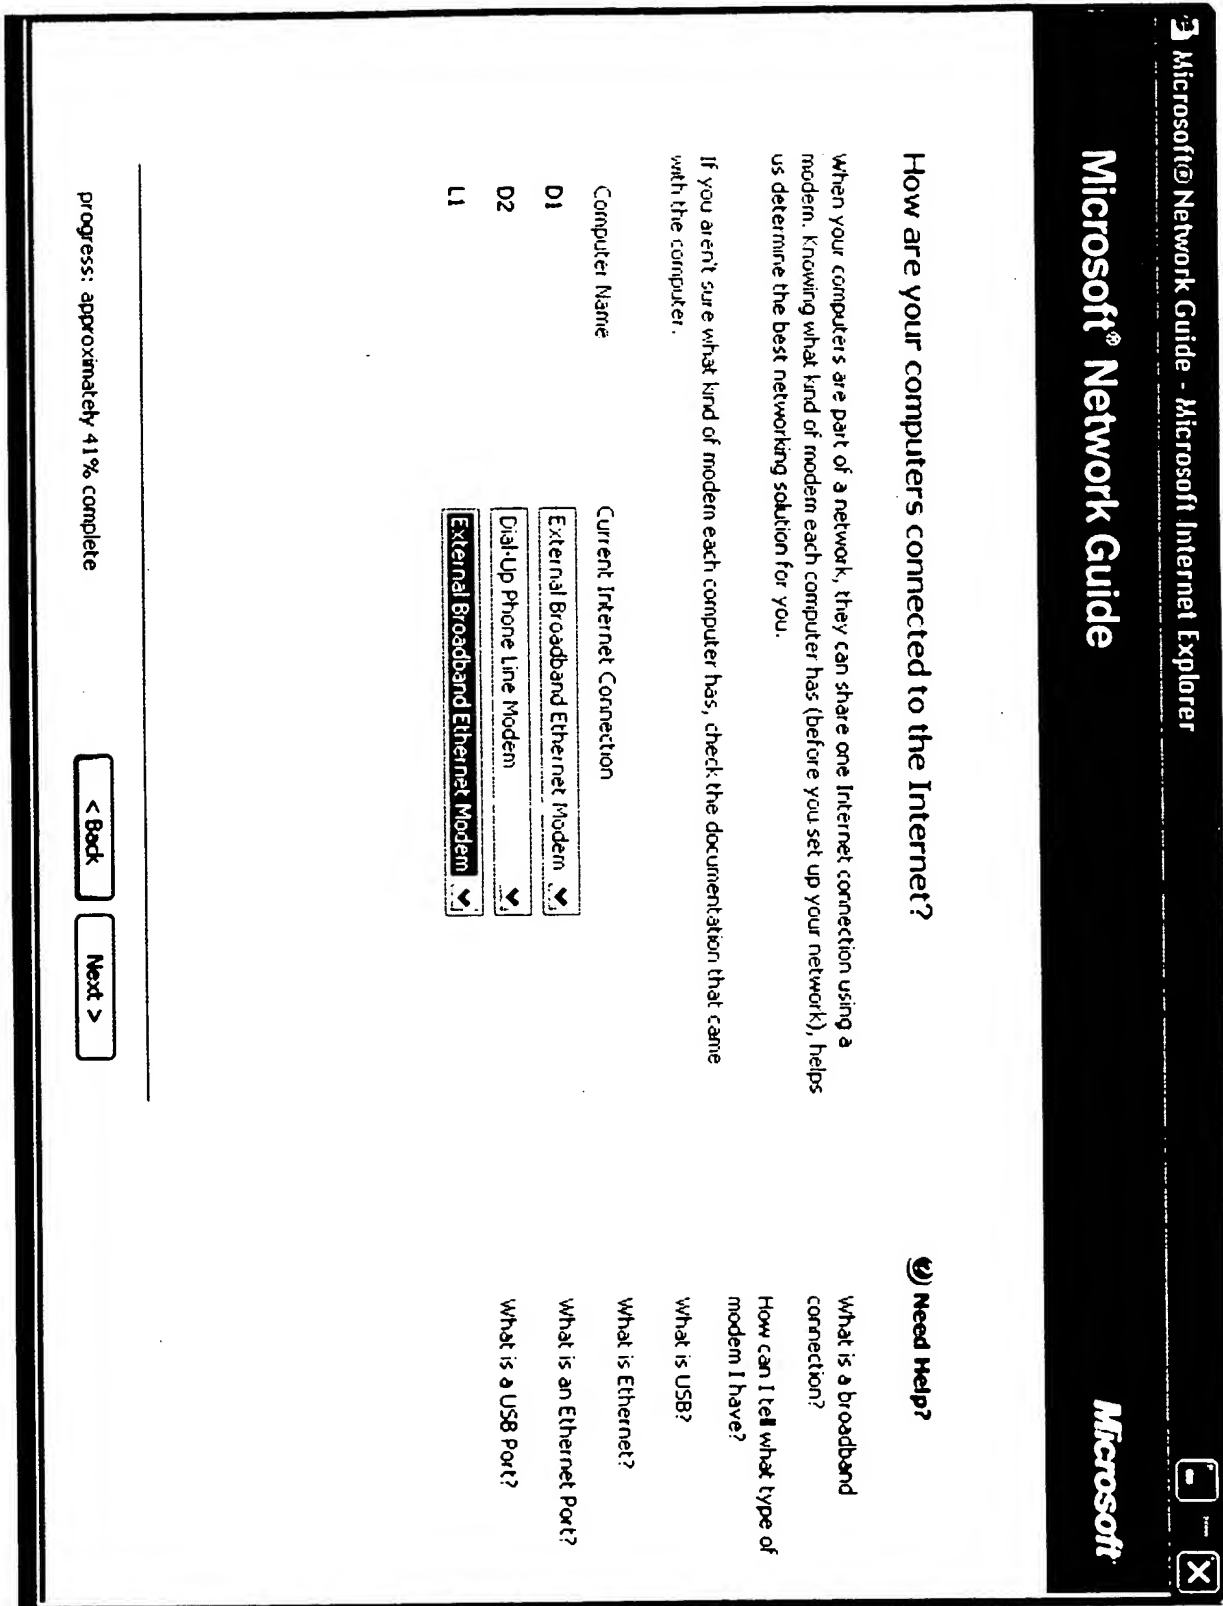 Microsoft® Network Guide - Microsoft Internet Explorer
Microsoft® Network Guide
Microsoft
How are your computers connected to the Internet?
When your computers are part of a network, they can share one Internet connection using a
modem. Knowing what kind of modem each computer has (before you set up your network), helps
us determine the best networking solution for you.
If you aren't sure what kind of modem each computer has, check the documentation that came
with the computer.
Computer Name Current Internet Connection
D1 External Broadband Ethernet Modem
D2 Dial-Up Phone Line Modem
L1 External Broadband Ethernet Modem
Need Help?
What is a broadband
connection?
How can I tell what type of
modem I have?
What is USB?
What is Ethernet?
What is an Ethernet Port?
What is a USB Port?
progress: approximately 41% complete
< Back Next >